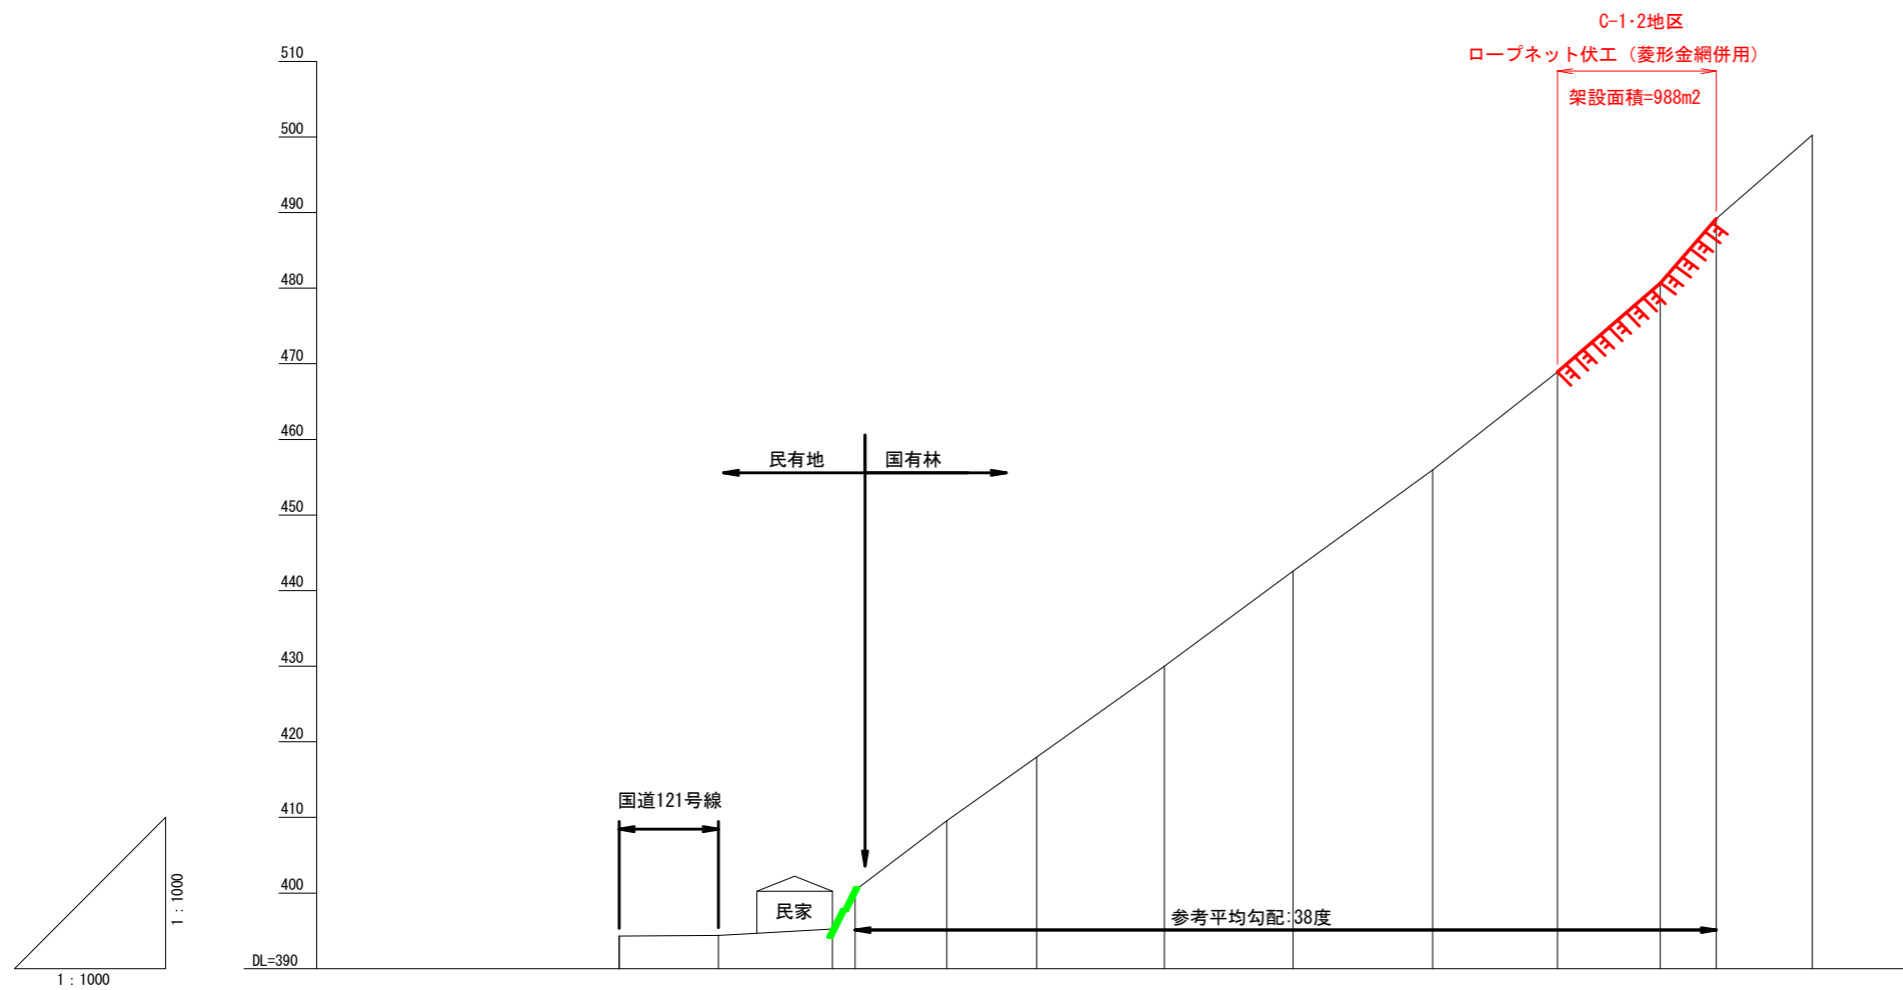 C-1・2地区
ロープネット伏工（菱形金網併用）
架設面積=988m2
510
500
490
480
470
460
450
440
430
420
410
400
DL=390
民有地
国有林
国道121号線
民家
参考平均勾配:38度
1 : 1000
1 : 1000